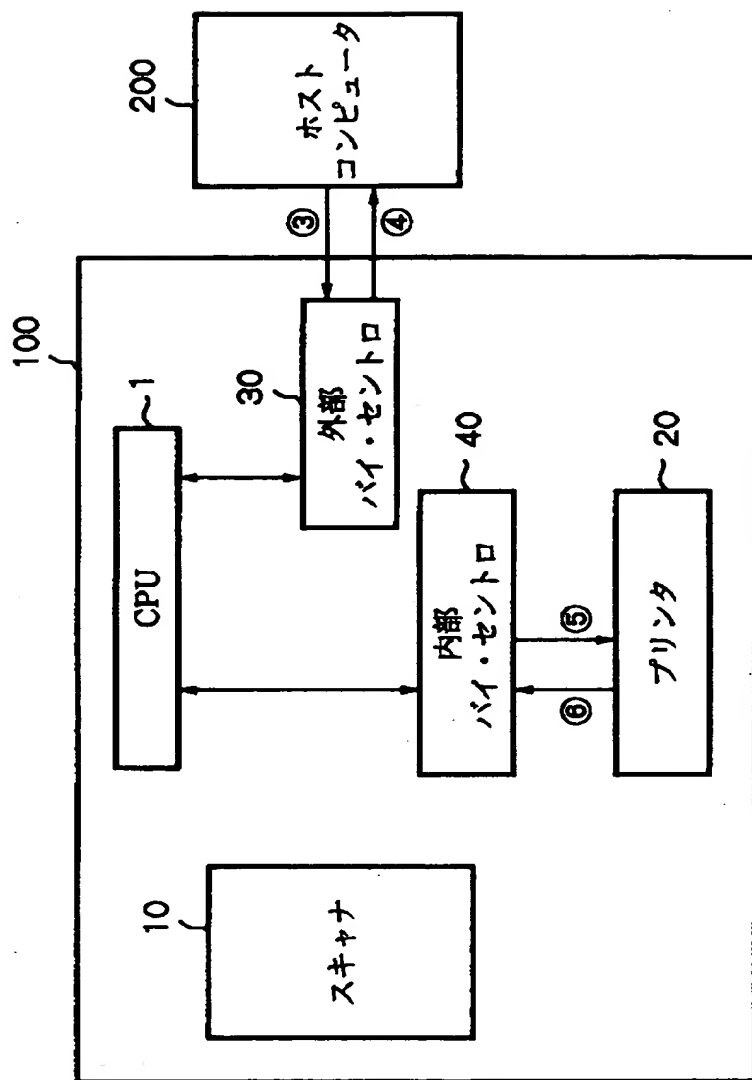 100
1
CPU
10
スキャナ
30
外部
バイ・セントロ
③
④
200
ホスト
コンピュータ
40
内部
バイ・セントロ
⑤
⑥
20
プリンタ